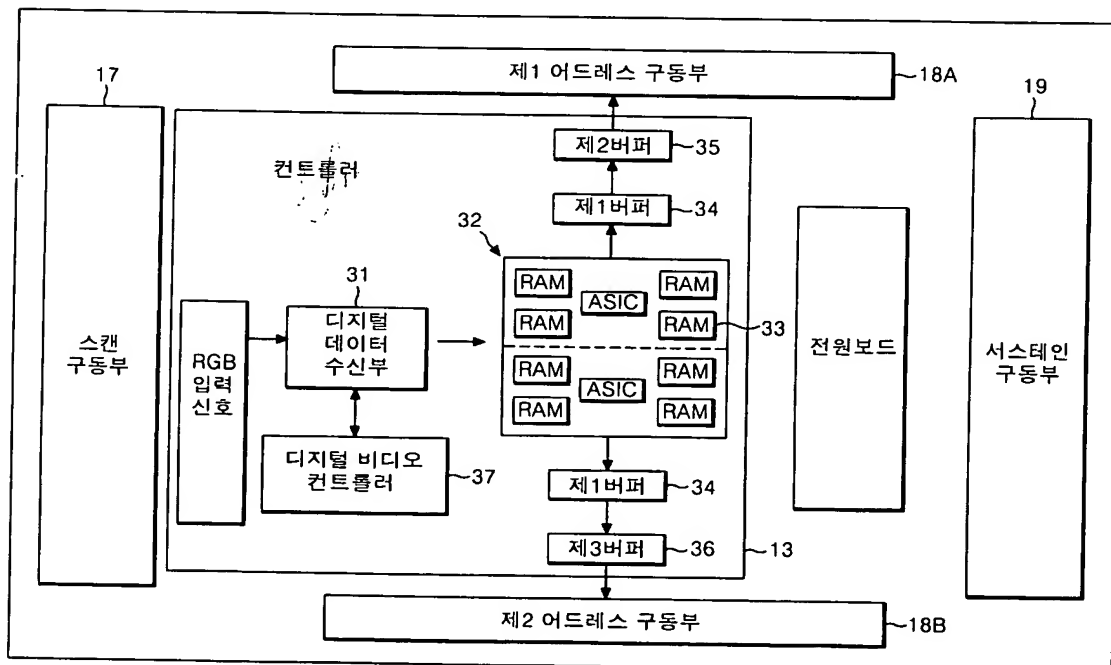 제1 어드레스 구동부
18A
17
19
제2버퍼
35
컨트롤러
제1버퍼
34
32
31
RAM
RAM
ASIC
RAM
RAM
33
디지털
데이터
수신부
RGB
입력
신호
스캔
구동부
전원보드
서스테인
구동부
RAM
RAM
ASIC
RAM
RAM
디지털 비디오
컨트롤러
37
제1버퍼
34
제3버퍼
36
13
제2 어드레스 구동부
18B